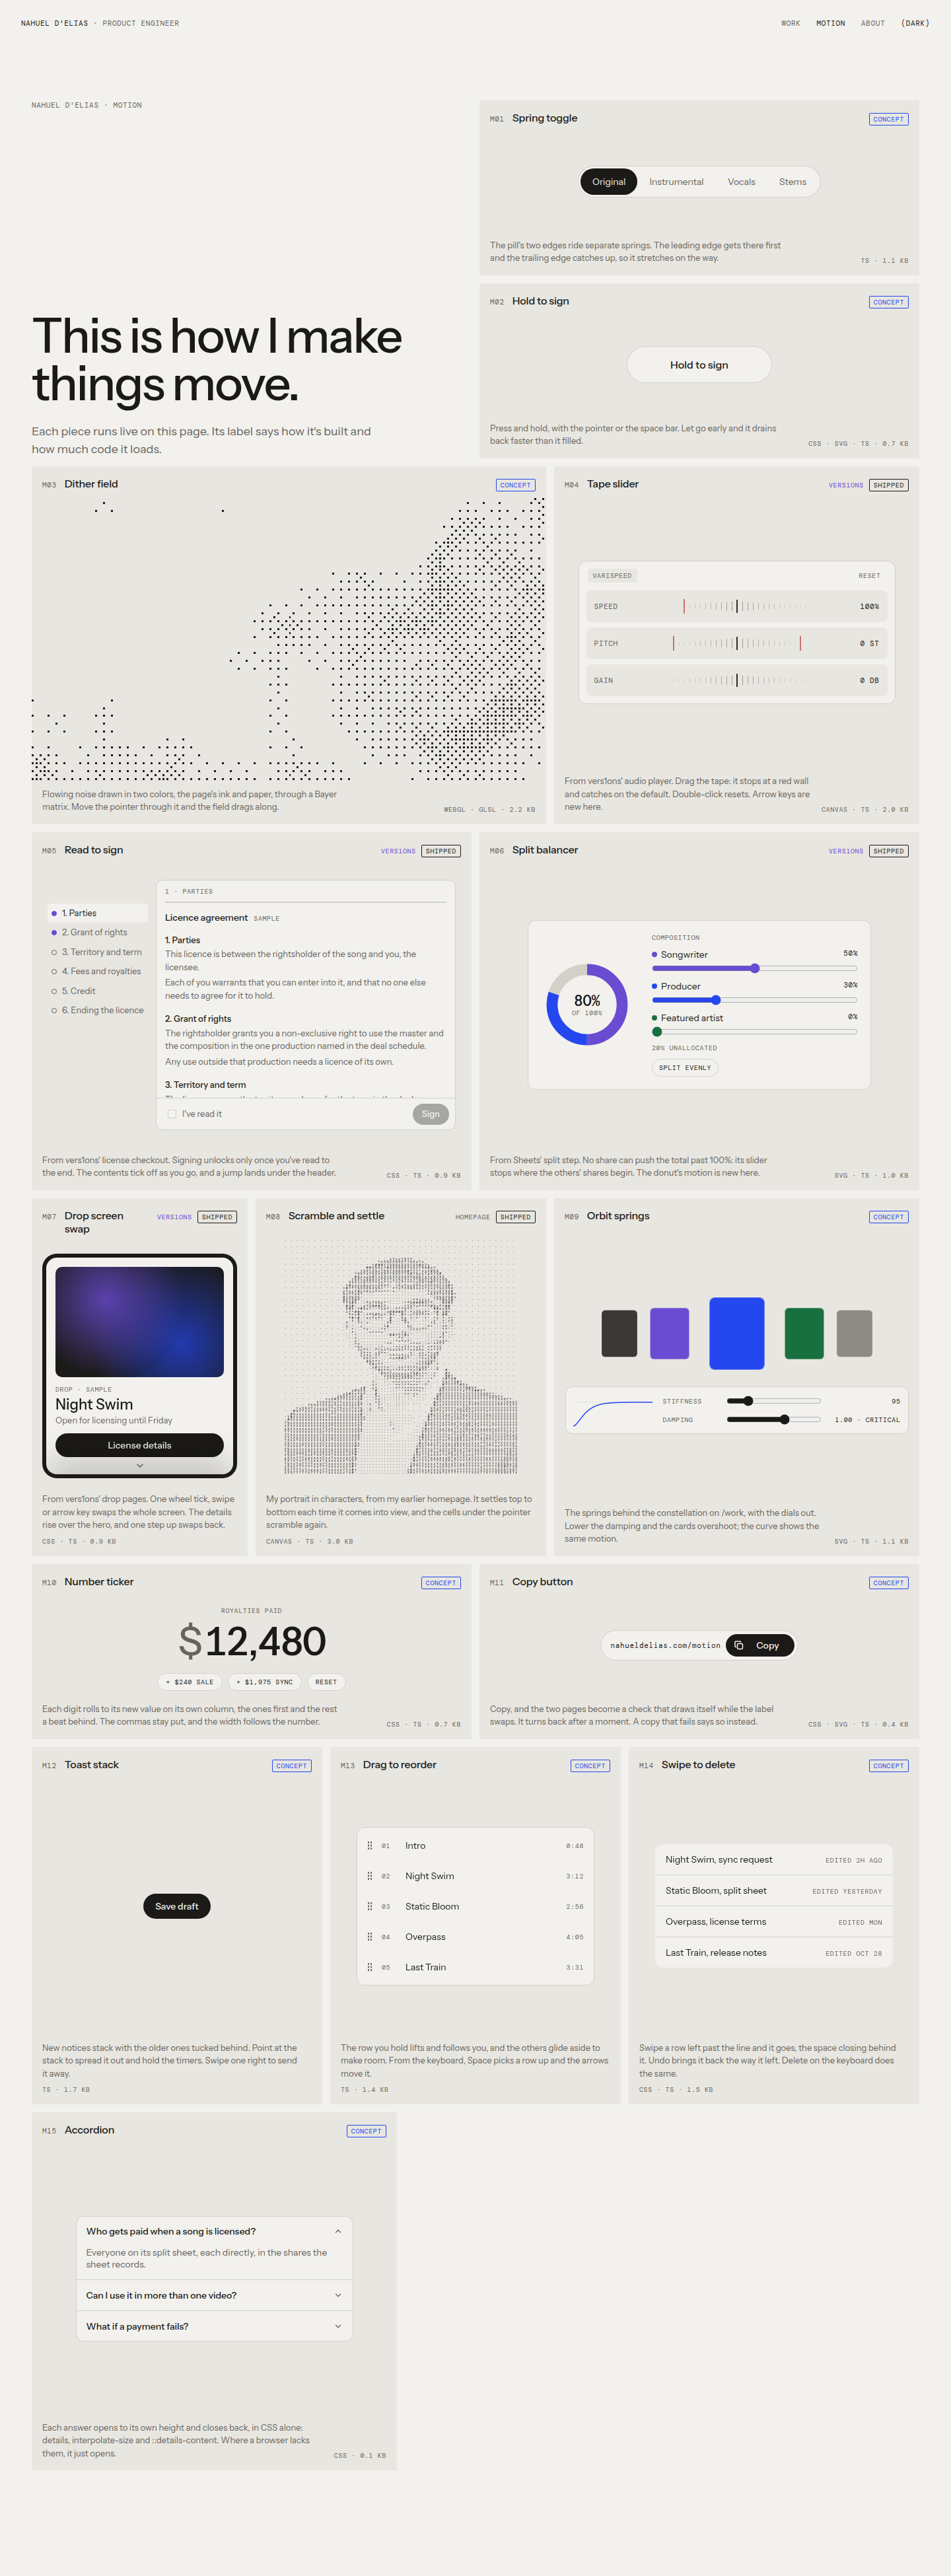 NAHUEL D'ELIAS · PRODUCT ENGINEER
WORK MOTION ABOUT (DARK)
NAHUEL D'ELIAS · MOTION
This is how I make
things move.
Each piece runs live on this page. Its label says how it's built and
how much code it loads.
M01 Spring toggle CONCEPT
Original Instrumental Vocals Stems
The pill's two edges ride separate springs. The leading edge gets there first
and the trailing edge catches up, so it stretches on the way.
TS · 1.1 KB
M02 Hold to sign CONCEPT
Hold to sign
Press and hold, with the pointer or the space bar. Let go early and it drains
back faster than it filled.
CSS · SVG · TS · 0.7 KB
M03 Dither field CONCEPT
Flowing noise drawn in two colors, the page's ink and paper, through a Bayer
matrix. Move the pointer through it and the field drags along.
WEBGL · GLSL · 2.2 KB
M04 Tape slider VERS1ONS SHIPPED
VARISPEED RESET
SPEED 100%
PITCH 0 ST
GAIN 0 DB
From vers1ons' audio player. Drag the tape: it stops at a red wall
and catches on the default. Double-click resets. Arrow keys are
new here.
CANVAS · TS · 2.0 KB
M05 Read to sign VERS1ONS SHIPPED
1. Parties
2. Grant of rights
3. Territory and term
4. Fees and royalties
5. Credit
6. Ending the licence
1 · PARTIES
Licence agreement SAMPLE
1. Parties
This licence is between the rightsholder of the song and you, the
licensee.
Each of you warrants that you can enter into it, and that no one else
needs to agree for it to hold.
2. Grant of rights
The rightsholder grants you a non-exclusive right to use the master and
the composition in the one production named in the deal schedule.
Any use outside that production needs a licence of its own.
3. Territory and term
I've read it Sign
From vers1ons' license checkout. Signing unlocks only once you've read to
the end. The contents tick off as you go, and a jump lands under the header.
CSS · TS · 0.9 KB
M06 Split balancer VERS1ONS SHIPPED
80%
OF 100%
COMPOSITION
Songwriter 50%
Producer 30%
Featured artist 0%
20% UNALLOCATED
SPLIT EVENLY
From Sheets' split step. No share can push the total past 100%: its slider
stops where the others' shares begin. The donut's motion is new here.
SVG · TS · 1.0 KB
M07 Drop screen
swap
VERS1ONS SHIPPED
DROP · SAMPLE
Night Swim
Open for licensing until Friday
License details
From vers1ons' drop pages. One wheel tick, swipe
or arrow key swaps the whole screen. The details
rise over the hero, and one step up swaps back.
CSS · TS · 0.9 KB
M08 Scramble and settle HOMEPAGE SHIPPED
My portrait in characters, from my earlier homepage. It settles top to
bottom each time it comes into view, and the cells under the pointer
scramble again.
CANVAS · TS · 3.0 KB
M09 Orbit springs CONCEPT
STIFFNESS 95
DAMPING 1.00 · CRITICAL
The springs behind the constellation on /work, with the dials out.
Lower the damping and the cards overshoot; the curve shows the
same motion.
SVG · TS · 1.1 KB
M10 Number ticker CONCEPT
ROYALTIES PAID
$12,480
+ $240 SALE + $1,975 SYNC RESET
Each digit rolls to its new value on its own column, the ones first and the rest
a beat behind. The commas stay put, and the width follows the number.
CSS · TS · 0.7 KB
M11 Copy button CONCEPT
nahueldelias.com/motion Copy
Copy, and the two pages become a check that draws itself while the label
swaps. It turns back after a moment. A copy that fails says so instead.
CSS · SVG · TS · 0.4 KB
M12 Toast stack CONCEPT
Save draft
New notices stack with the older ones tucked behind. Point at the
stack to spread it out and hold the timers. Swipe one right to send
it away.
TS · 1.7 KB
M13 Drag to reorder CONCEPT
01 Intro 0:48
02 Night Swim 3:12
03 Static Bloom 2:56
04 Overpass 4:05
05 Last Train 3:31
The row you hold lifts and follows you, and the others glide aside to
make room. From the keyboard, Space picks a row up and the arrows
move it.
TS · 1.4 KB
M14 Swipe to delete CONCEPT
Night Swim, sync request EDITED 2H AGO
Static Bloom, split sheet EDITED YESTERDAY
Overpass, license terms EDITED MON
Last Train, release notes EDITED OCT 28
Swipe a row left past the line and it goes, the space closing behind
it. Undo brings it back the way it left. Delete on the keyboard does
the same.
CSS · TS · 1.5 KB
M15 Accordion CONCEPT
Who gets paid when a song is licensed?
Everyone on its split sheet, each directly, in the shares the
sheet records.
Can I use it in more than one video?
What if a payment fails?
Each answer opens to its own height and closes back, in CSS alone:
details, interpolate-size and ::details-content. Where a browser lacks
them, it just opens.
CSS · 0.1 KB